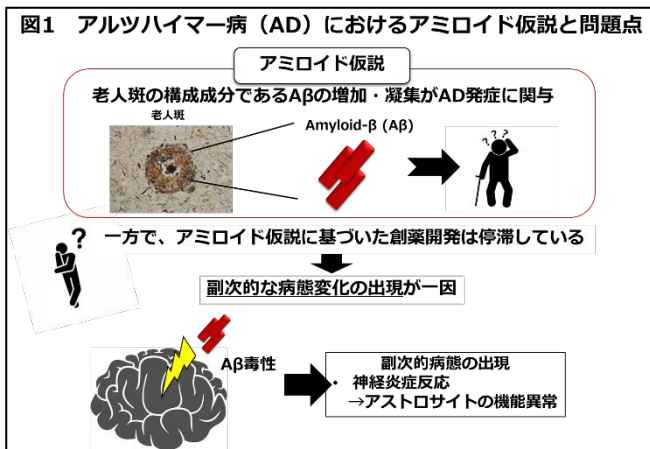 図1 アルツハイマー病（AD）におけるアミロイド仮説と問題点
アミロイド仮説
老人斑の構成成分であるAβの増加・凝集がAD発症に関与
老人斑
Amyloid-β (Aβ)
? ? ?
?
一方で、アミロイド仮説に基づいた創薬開発は停滞している
副次的な病態変化の出現が一因
Aβ毒性
副次的病態の出現
・ 神経炎症反応
→アストロサイトの機能異常